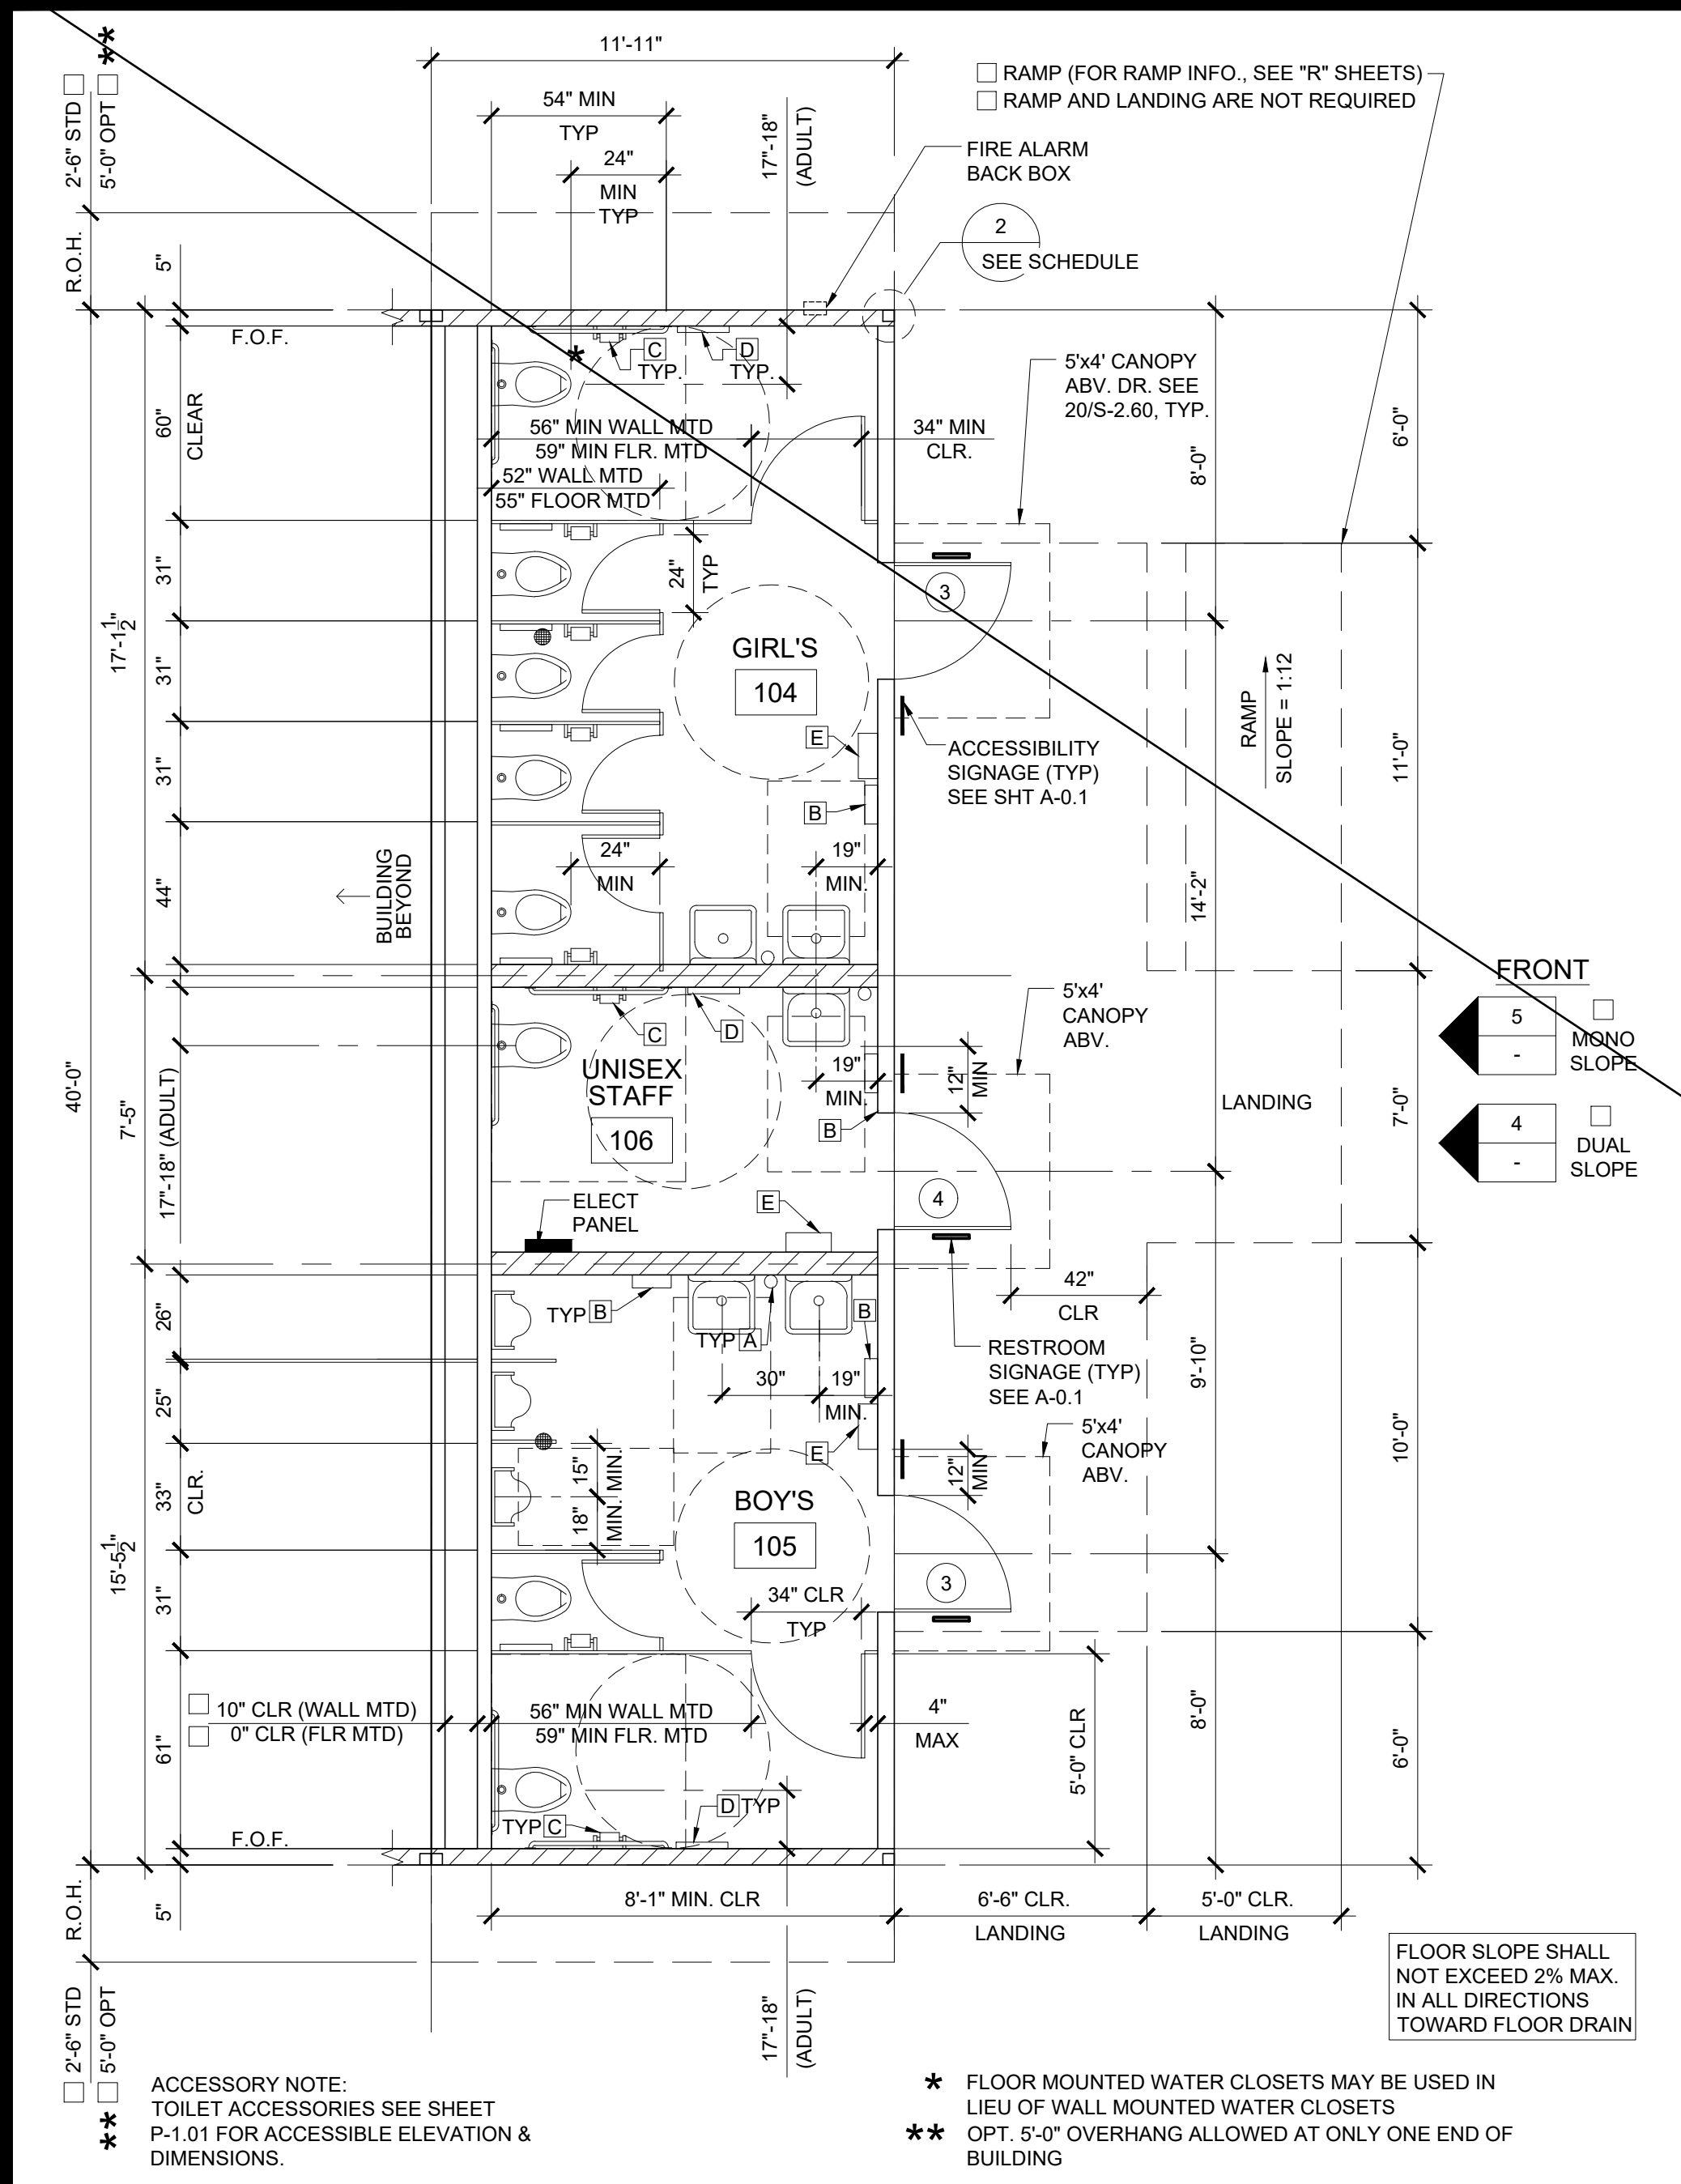 11'-11"
☐ RAMP (FOR RAMP INFO., SEE "R" SHEETS)
☐ RAMP AND LANDING ARE NOT REQUIRED
2'-6" STD ☐
5'-0" OPT ☐ **
54" MIN
TYP
24"
MIN
TYP
17"-18"
(ADULT)
FIRE ALARM
BACK BOX
2
SEE SCHEDULE
R.O.H.
5"
F.O.F.
*
C
TYP.
D
TYP.
5'x4' CANOPY
ABV. DR. SEE
20/S-2.60, TYP.
60"
CLEAR
56" MIN WALL MTD
59" MIN FLR. MTD
34" MIN
CLR.
52" WALL MTD
55" FLOOR MTD
8'-0"
6'-0"
31"
24"
TYP
3
17'-1 1/2"
31"
GIRL'S
104
RAMP
SLOPE = 1:12
31"
E
ACCESSIBILITY
SIGNAGE (TYP)
SEE SHT A-0.1
11'-0"
B
BUILDING
BEYOND
44"
24"
MIN
19"
MIN.
14'-2"
FRONT
5
-
☐
MONO
SLOPE
40'-0"
7'-5"
17"-18" (ADULT)
C
D
5'x4'
CANOPY
ABV.
UNISEX
STAFF
106
19"
MIN.
12"
MIN
B
LANDING
7'-0"
4
-
☐
DUAL
SLOPE
ELECT
PANEL
E
4
42"
CLR
26"
TYP B
TYP A
B
RESTROOM
SIGNAGE (TYP)
SEE A-0.1
9'-10"
25"
30"
19"
MIN.
E
5'x4'
CANOPY
ABV.
12"
MIN
10'-0"
33"
CLR.
15"
MIN.
18"
MIN.
BOY'S
105
15'-5 1/2"
31"
34" CLR
TYP
3
☐ 10" CLR (WALL MTD)
☐ 0" CLR (FLR MTD)
56" MIN WALL MTD
59" MIN FLR. MTD
4"
MAX
5'-0" CLR
8'-0"
6'-0"
61"
D TYP
TYP C
F.O.F.
R.O.H.
5"
8'-1" MIN. CLR
6'-6" CLR.
LANDING
5'-0" CLR.
LANDING
FLOOR SLOPE SHALL
NOT EXCEED 2% MAX.
IN ALL DIRECTIONS
TOWARD FLOOR DRAIN
☐ 2'-6" STD
** ☐ 5'-0" OPT
17"-18"
(ADULT)
ACCESSORY NOTE:
TOILET ACCESSORIES SEE SHEET
P-1.01 FOR ACCESSIBLE ELEVATION &
DIMENSIONS.
* FLOOR MOUNTED WATER CLOSETS MAY BE USED IN
LIEU OF WALL MOUNTED WATER CLOSETS
** OPT. 5'-0" OVERHANG ALLOWED AT ONLY ONE END OF
BUILDING